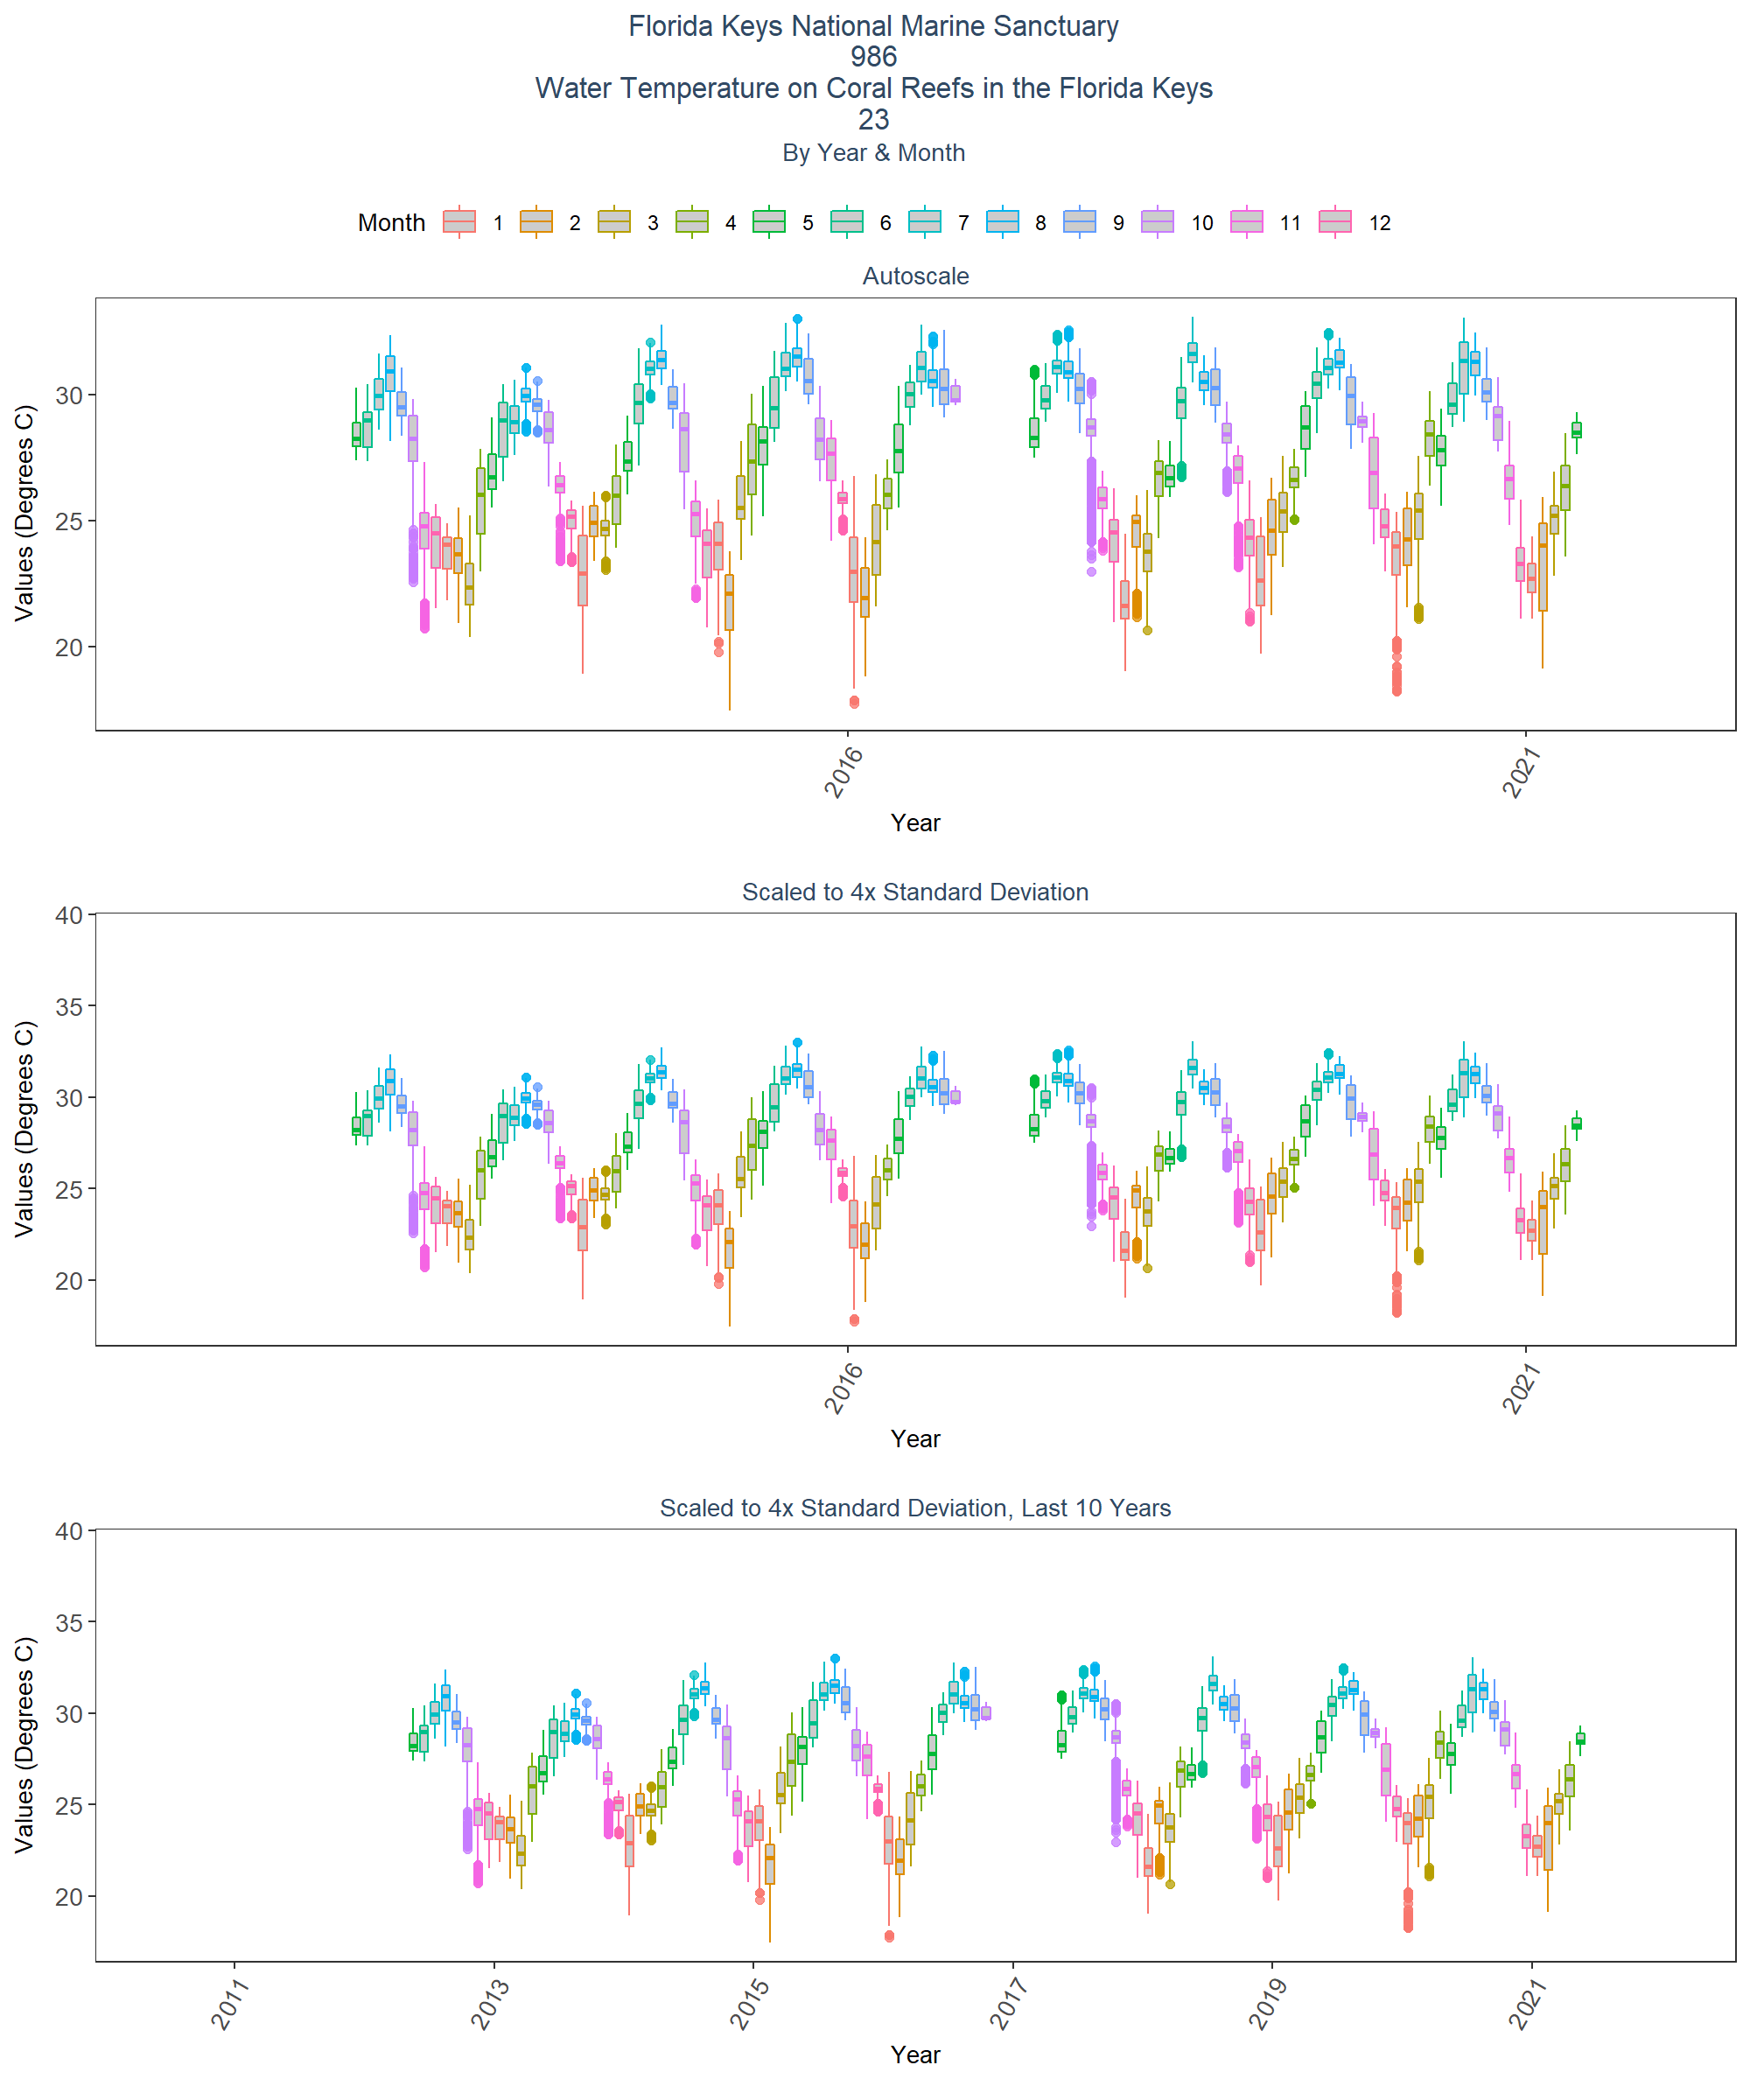 Florida Keys National Marine Sanctuary
986
Water Temperature on Coral Reefs in the Florida Keys
23
By Year & Month
Month 1 2 3 4 5 6 7 8 9 10 11 12
Autoscale
Values (Degrees C)
30
25
20
2016 2021
Year
Scaled to 4x Standard Deviation
Values (Degrees C)
40
35
30
25
20
2016 2021
Year
Scaled to 4x Standard Deviation, Last 10 Years
Values (Degrees C)
40
35
30
25
20
2011 2013 2015 2017 2019 2021
Year